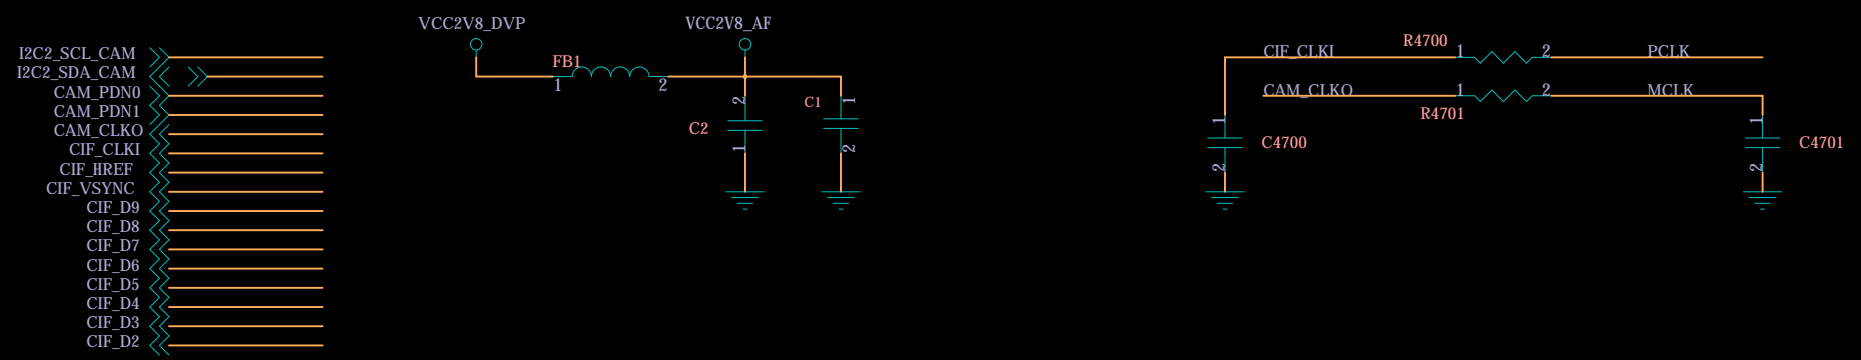 I2C2_SCL_CAM
I2C2_SDA_CAM
CAM_PDN0
CAM_PDN1
CAM_CLKO
CIF_CLKI
CIF_HREF
CIF_VSYNC
CIF_D9
CIF_D8
CIF_D7
CIF_D6
CIF_D5
CIF_D4
CIF_D3
CIF_D2
VCC2V8_DVP
VCC2V8_AF
FB1
1
2
2
C2
1
C1
1
2
CIF_CLKI
R4700
1
2
PCLK
CAM_CLKO
1
2
MCLK
R4701
1
C4700
2
1
C4701
2